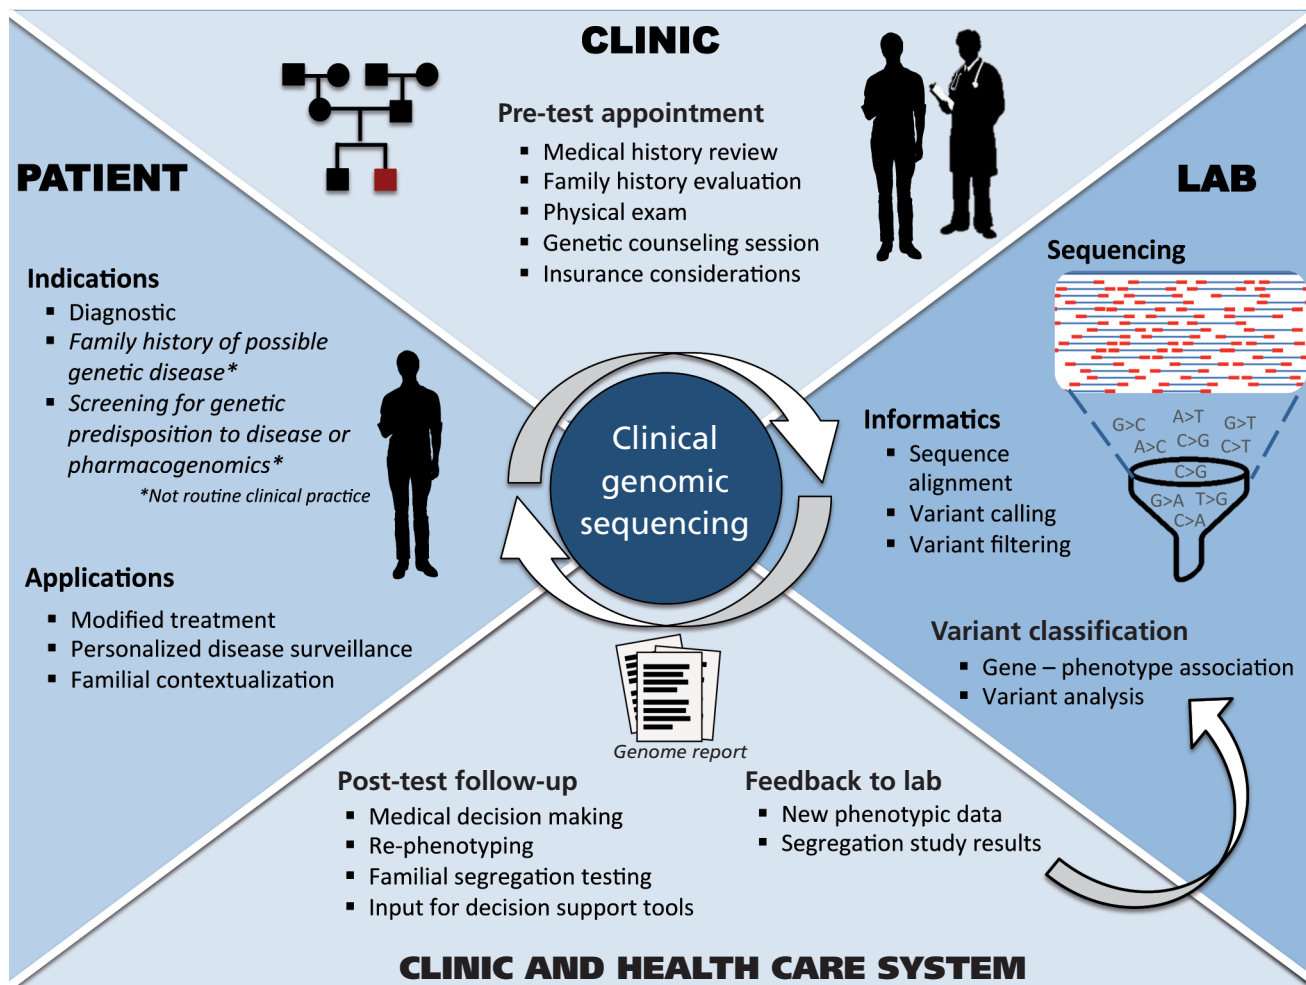 CLINIC
Pre-test appointment
▪ Medical history review
▪ Family history evaluation
▪ Physical exam
▪ Genetic counseling session
▪ Insurance considerations
PATIENT
Indications
▪ Diagnostic
▪ Family history of possible
genetic disease*
▪ Screening for genetic
predisposition to disease or
pharmacogenomics*
*Not routine clinical practice
Applications
▪ Modified treatment
▪ Personalized disease surveillance
▪ Familial contextualization
Clinical
genomic
sequencing
LAB
Sequencing
Informatics
▪ Sequence
alignment
▪ Variant calling
▪ Variant filtering
G>C A>T G>T
A>C C>G C>T
C>G
G>A T>G
C>A
Variant classification
▪ Gene – phenotype association
▪ Variant analysis
Genome report
Post-test follow-up
▪ Medical decision making
▪ Re-phenotyping
▪ Familial segregation testing
▪ Input for decision support tools
Feedback to lab
▪ New phenotypic data
▪ Segregation study results
CLINIC AND HEALTH CARE SYSTEM